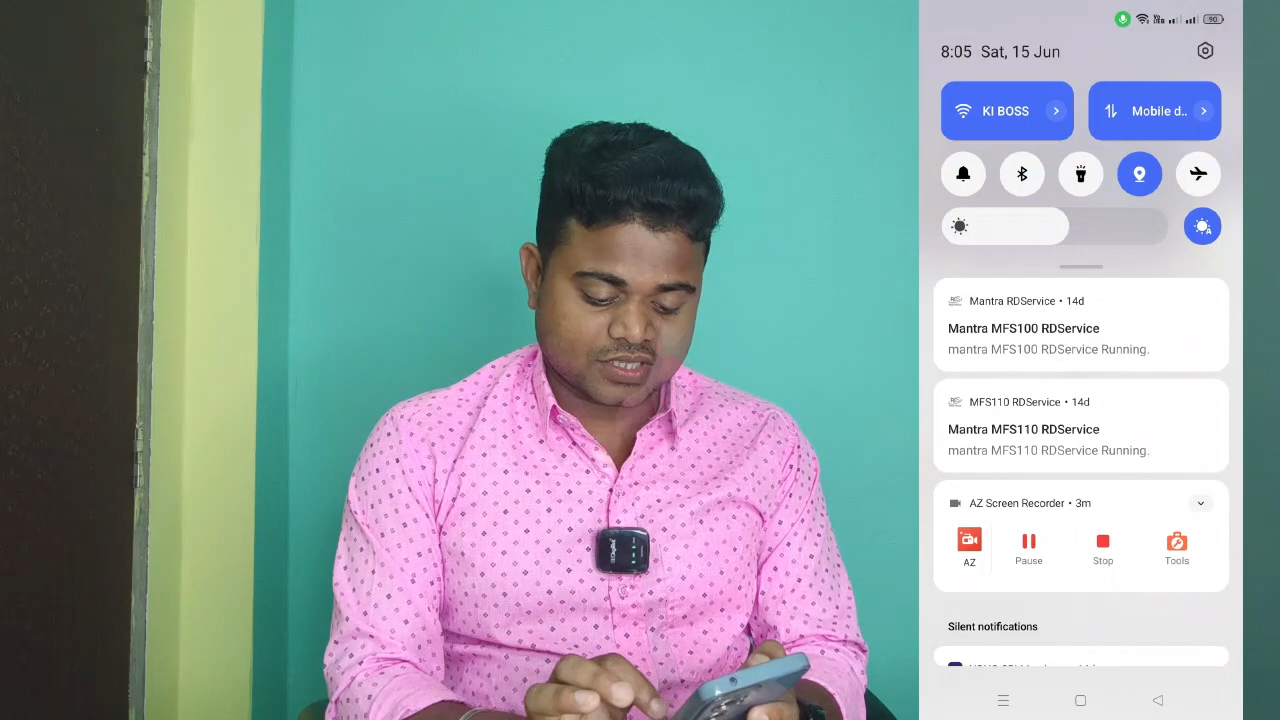 90
8:05 Sat, 15 Jun
KI BOSS
Mobile d..
Mantra RDService • 14d
Mantra MFS100 RDService
mantra MFS100 RDService Running.
MFS110 RDService • 14d
Mantra MFS110 RDService
mantra MFS110 RDService Running.
AZ Screen Recorder • 3m
AZ
Pause
Stop
Tools
Silent notifications